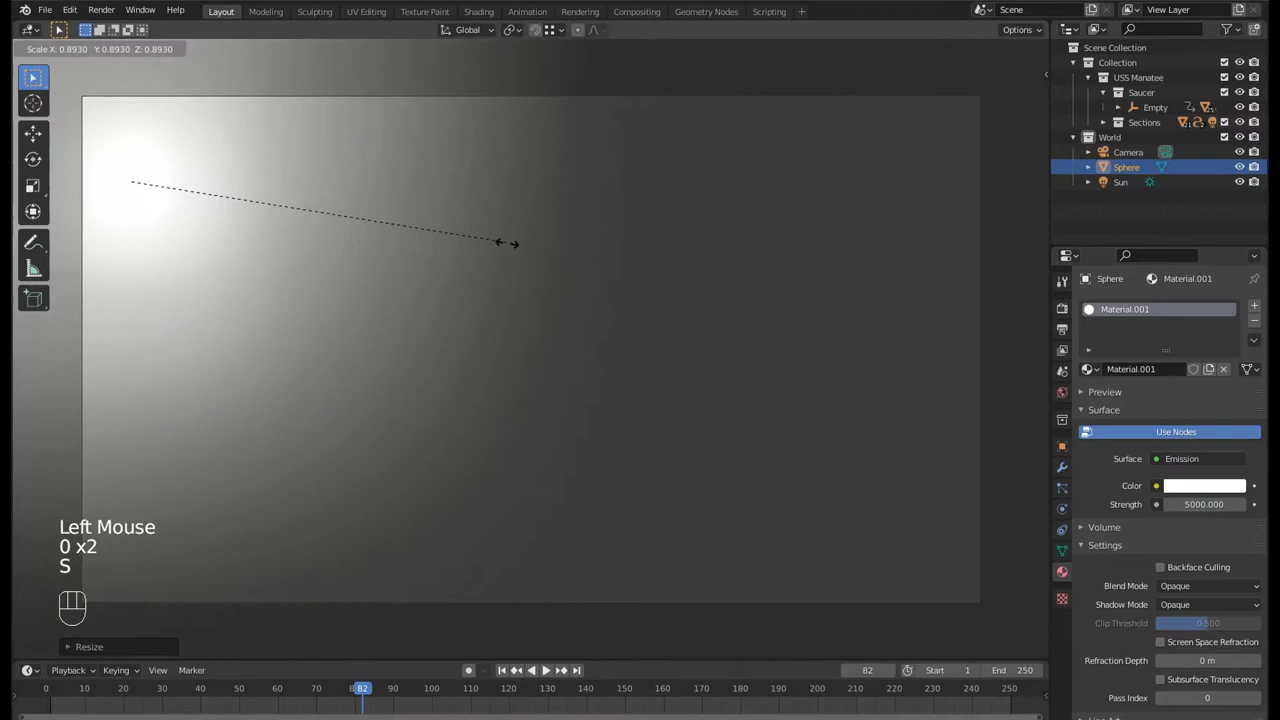 File Edit Render Window Help Layout Modeling Sculpting UV Editing Texture Paint Shading Animation Rendering Compositing Geometry Nodes Scripting + Scene View Layer
Global Options
Scale X: 0.8930 Y: 0.8930 Z: 0.8930
Scene Collection
Collection
USS Manatee
Saucer
Empty
Sections
World
Camera
Sphere
Sun
Sphere Material.001
Material.001
Material.001
Preview
Surface
Use Nodes
Surface Emission
Color
Strength 5000.000
Volume
Settings
Backface Culling
Blend Mode Opaque
Shadow Mode Opaque
Clip Threshold 0.500
Screen Space Refraction
Refraction Depth 0 m
Subsurface Translucency
Pass Index 0
Left Mouse
0 x2
S
Resize
Playback Keying View Marker 82 Start 1 End 250
0 10 20 30 40 50 60 70 82 90 100 110 120 130 140 150 160 170 180 190 200 210 220 230 240 250